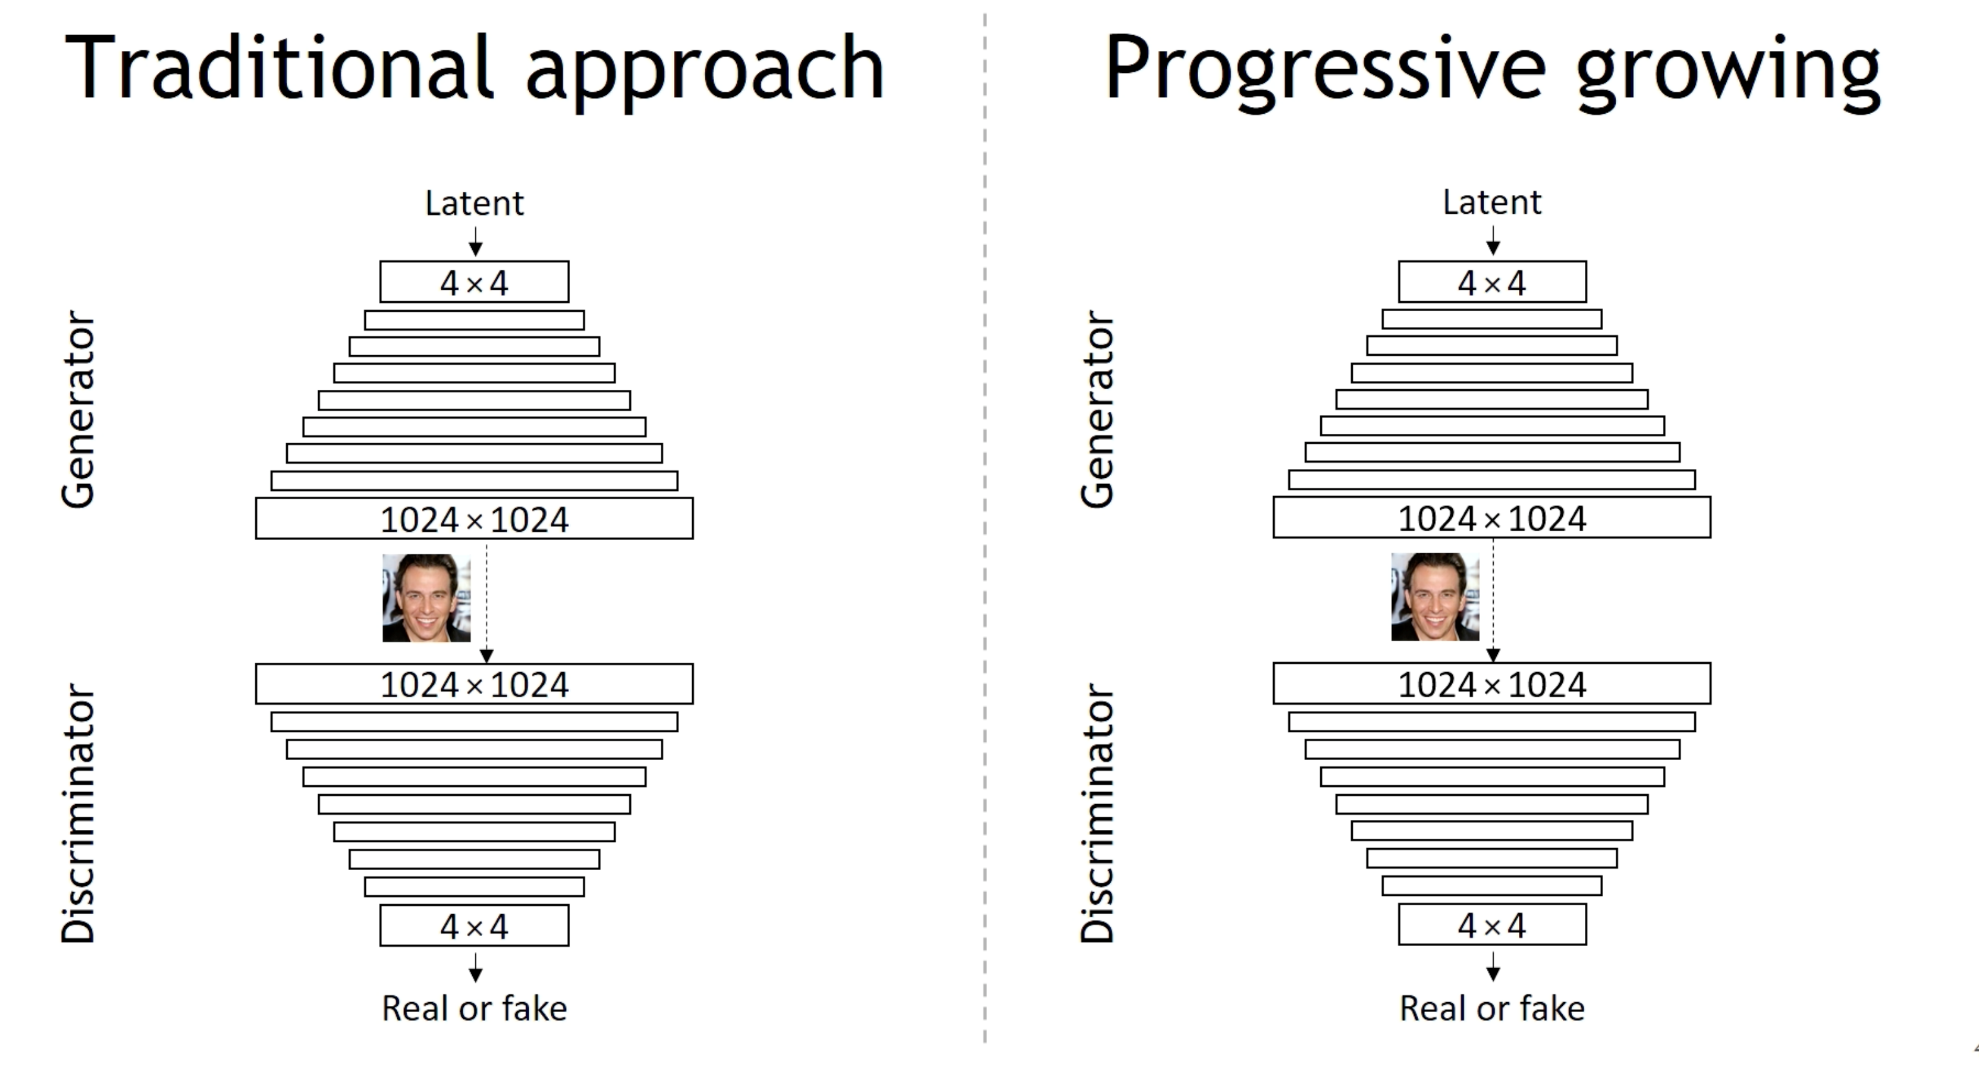 Traditional approach
Latent
4×4
Generator
1024×1024
1024×1024
Discriminator
4×4
Real or fake
Progressive growing
Latent
4×4
Generator
1024×1024
1024×1024
Discriminator
4×4
Real or fake